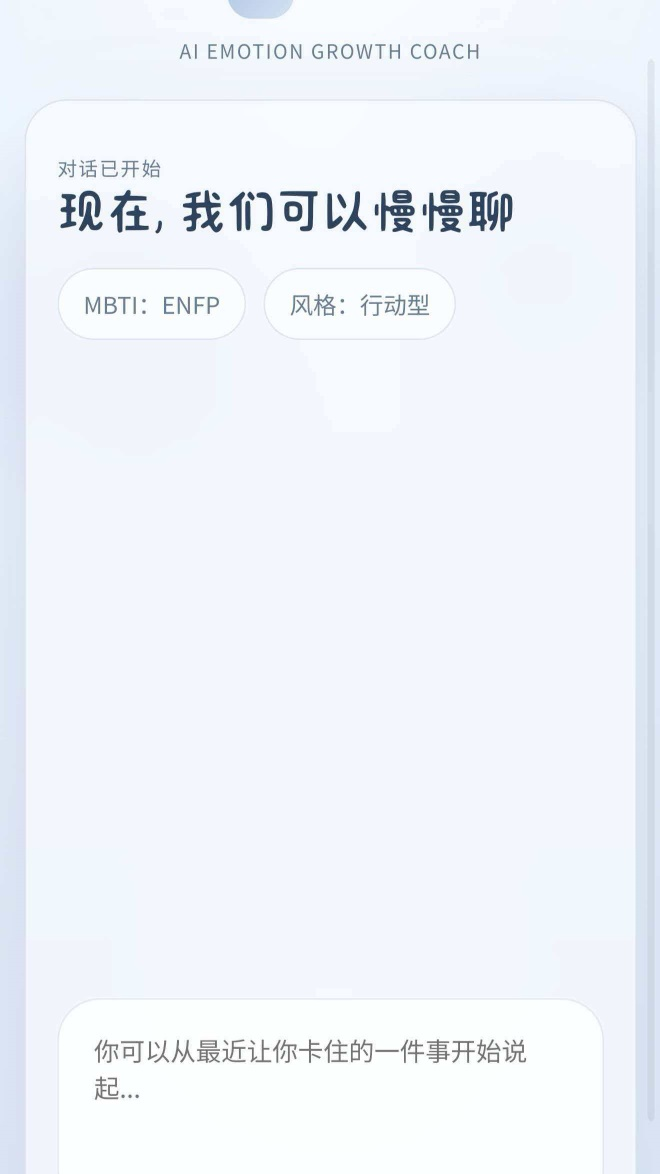 AI EMOTION GROWTH COACH
对话已开始
现在, 我们可以慢慢聊
MBTI：ENFP
风格：行动型
你可以从最近让你卡住的一件事开始说
起...